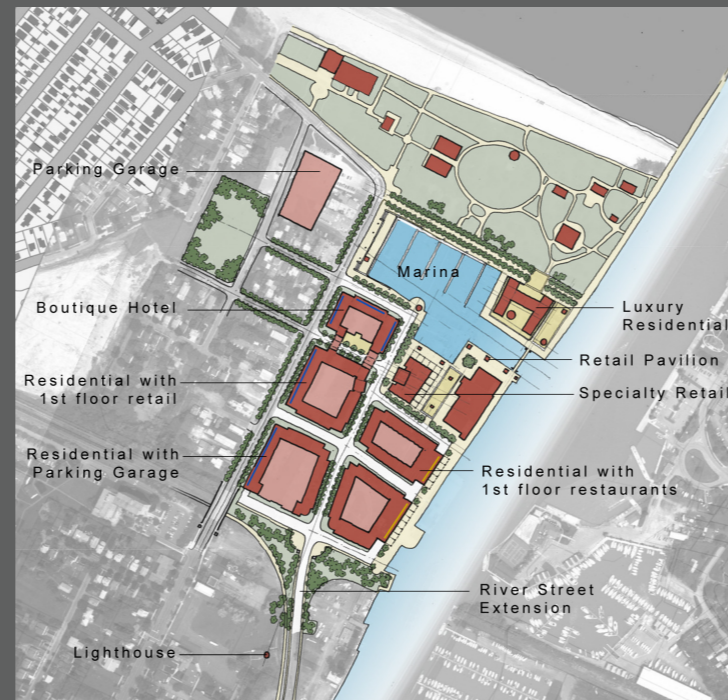 Parking Garage
Marina
Boutique Hotel
Luxury
Residential
Retail Pavilion
Residential with
1st floor retail
Specialty Retail
Residential with
Parking Garage
Residential with
1st floor restaurants
River Street
Extension
Lighthouse